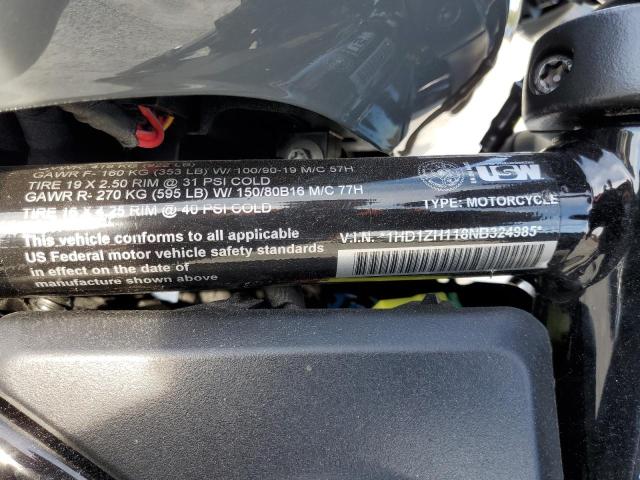 GAWR F- 160 KG (353 LB) W/ 100/90-19 M/C 57H
TIRE 19 X 2.50 RIM @ 31 PSI COLD
GAWR R- 270 KG (595 LB) W/ 150/80B16 M/C 77H
TIRE 16 X 4.25 RIM @ 40 PSI COLD
This vehicle conforms to all applicable
US Federal motor vehicle safety standards
in effect on the date of
manufacture shown above
TYPE: MOTORCYCLE
V.I.N. *1HD1ZH118NB324985*